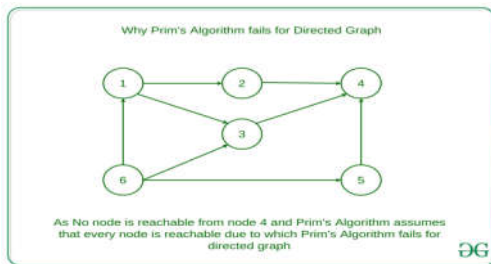 Why Prim's Algorithm fails for Directed Graph
1
2
4
3
6
5
As No node is reachable from node 4 and Prim's Algorithm assumes
that every node is reachable due to which Prim's Algorithm fails for
directed graph